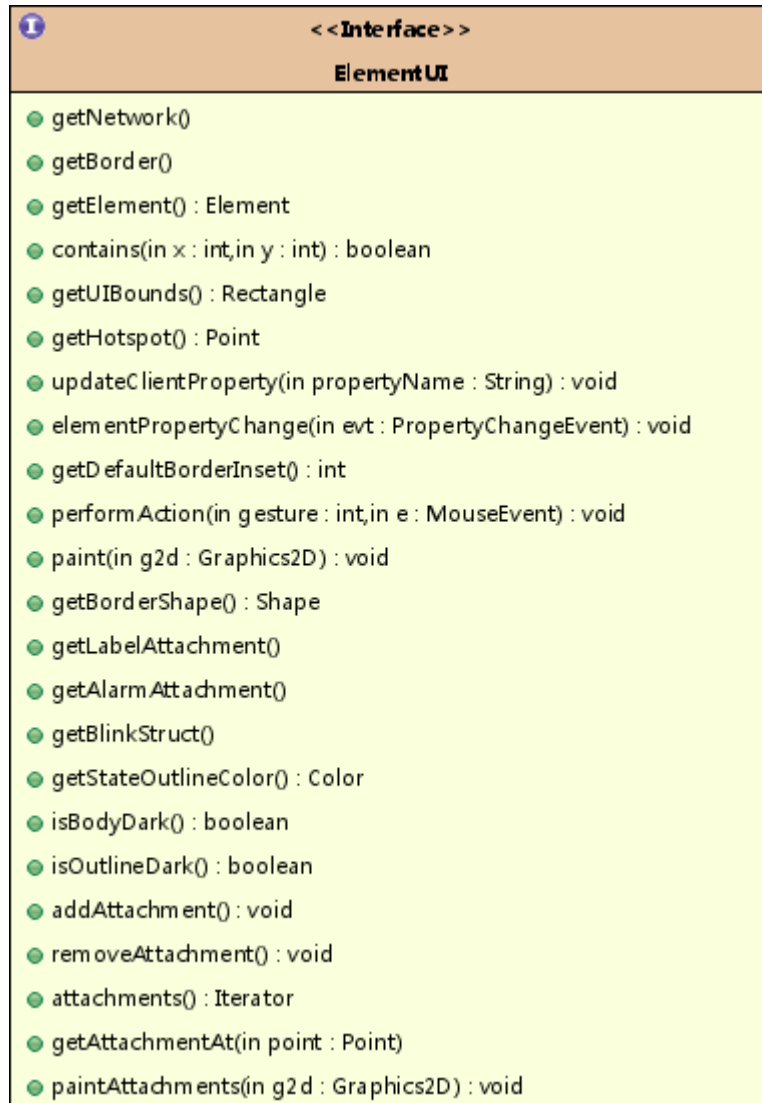 I
<<Interface>>
ElementUI
getNetwork()
getBorder()
getElement() : Element
contains(in x : int,in y : int) : boolean
getUIBounds() : Rectangle
getHotspot() : Point
updateClientProperty(in propertyName : String) : void
elementPropertyChange(in evt : PropertyChangeEvent) : void
getDefaultBorderInset() : int
performAction(in gesture : int,in e : MouseEvent) : void
paint(in g2d : Graphics2D) : void
getBorderShape() : Shape
getLabelAttachment()
getAlarmAttachment()
getBlinkStruct()
getStateOutlineColor() : Color
isBodyDark() : boolean
isOutlineDark() : boolean
addAttachment() : void
removeAttachment() : void
attachments() : Iterator
getAttachmentAt(in point : Point)
paintAttachments(in g2d : Graphics2D) : void